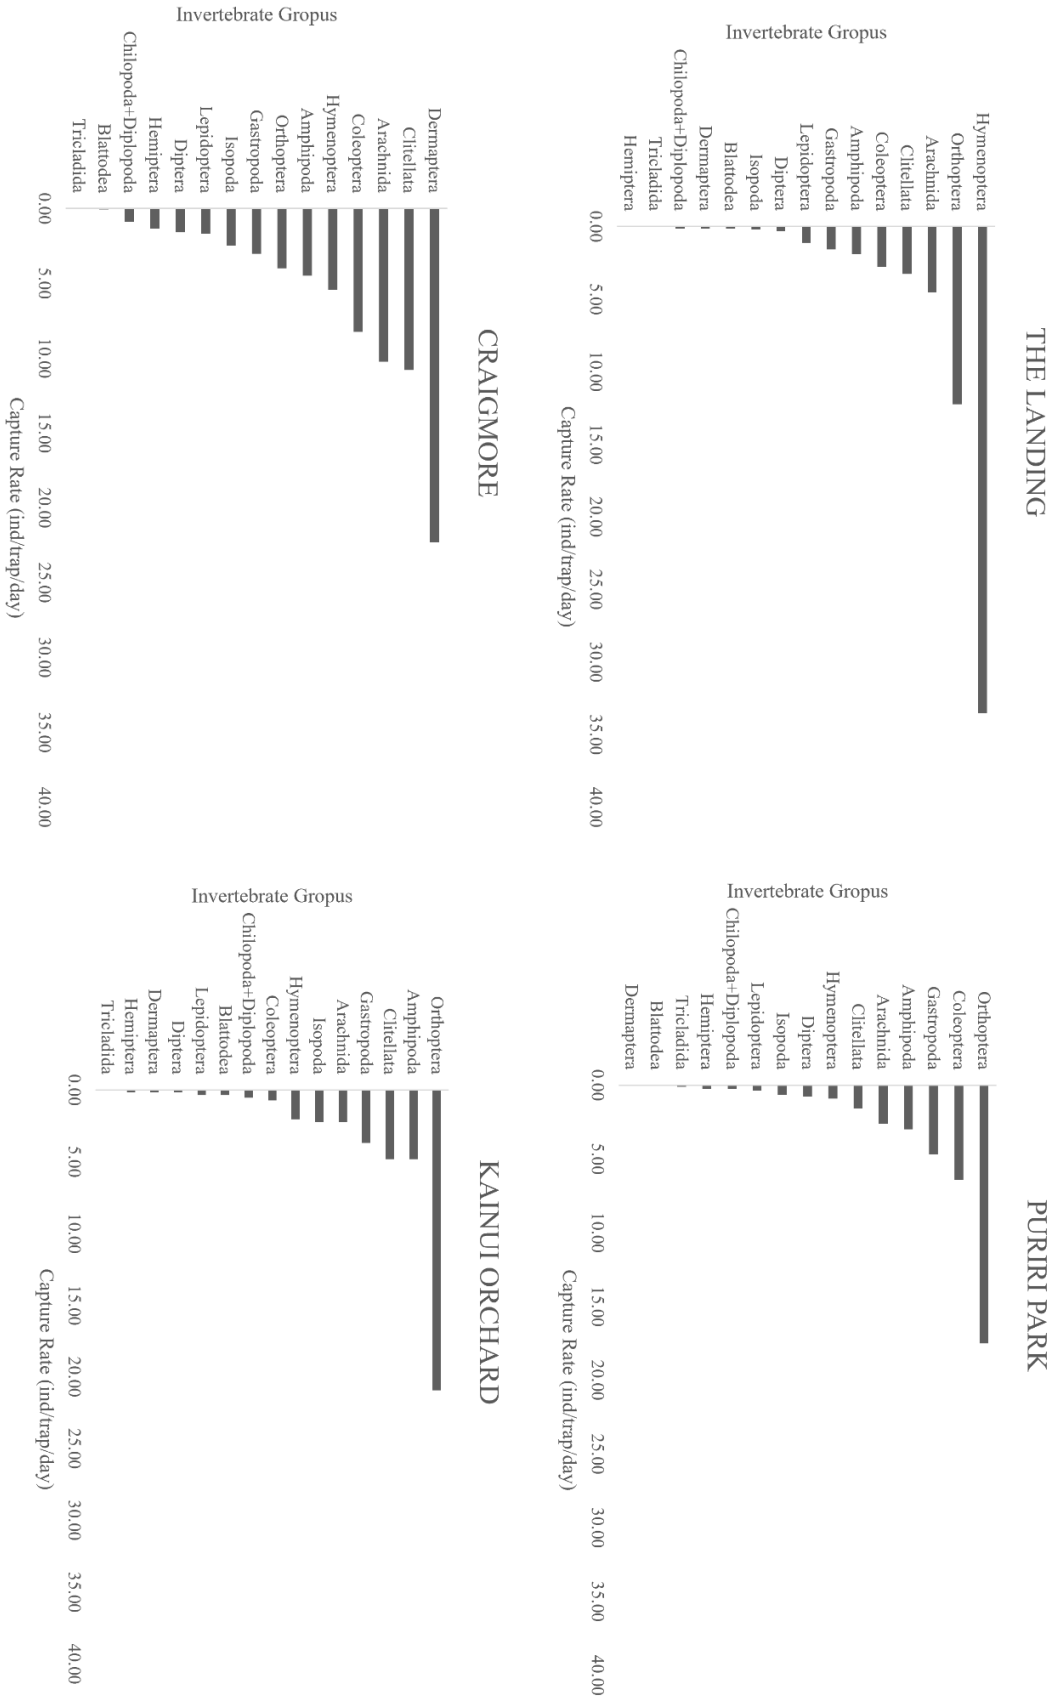 THE LANDING
Invertebrate Gropus
Hymenoptera
Orthoptera
Arachnida
Clitellata
Coleoptera
Amphipoda
Gastropoda
Lepidoptera
Diptera
Isopoda
Blattodea
Dermaptera
Chilopoda+Diplopoda
Tricladida
Hemiptera
0.00 5.00 10.00 15.00 20.00 25.00 30.00 35.00 40.00
Capture Rate (ind/trap/day)
PURIRI PARK
Invertebrate Gropus
Orthoptera
Coleoptera
Gastropoda
Amphipoda
Arachnida
Clitellata
Hymenoptera
Diptera
Isopoda
Lepidoptera
Chilopoda+Diplopoda
Hemiptera
Tricladida
Blattodea
Dermaptera
0.00 5.00 10.00 15.00 20.00 25.00 30.00 35.00 40.00
Capture Rate (ind/trap/day)
CRAIGMORE
Invertebrate Gropus
Dermaptera
Clitellata
Arachnida
Coleoptera
Hymenoptera
Amphipoda
Orthoptera
Gastropoda
Isopoda
Lepidoptera
Diptera
Hemiptera
Chilopoda+Diplopoda
Blattodea
Tricladida
0.00 5.00 10.00 15.00 20.00 25.00 30.00 35.00 40.00
Capture Rate (ind/trap/day)
KAINUI ORCHARD
Invertebrate Gropus
Orthoptera
Amphipoda
Clitellata
Gastropoda
Arachnida
Isopoda
Hymenoptera
Coleoptera
Chilopoda+Diplopoda
Blattodea
Lepidoptera
Diptera
Dermaptera
Hemiptera
Tricladida
0.00 5.00 10.00 15.00 20.00 25.00 30.00 35.00 40.00
Capture Rate (ind/trap/day)